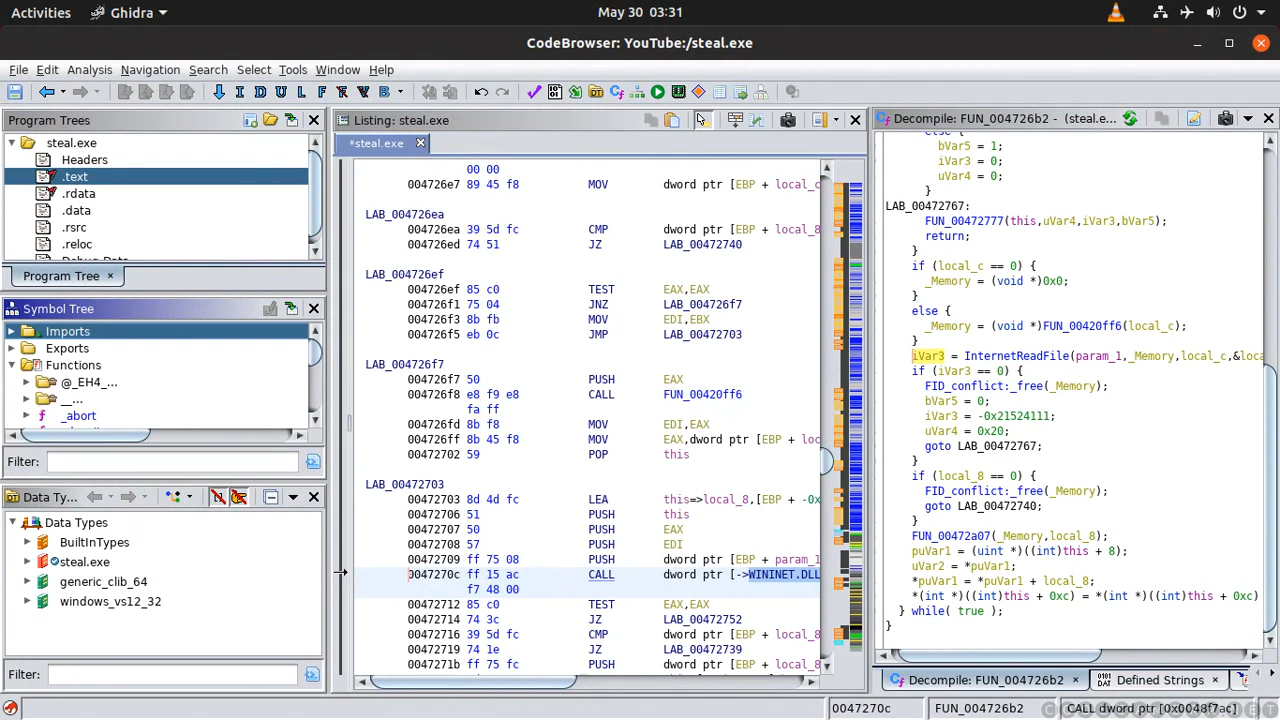 Activities Ghidra May 30 03:31
CodeBrowser: YouTube:/steal.exe
File Edit Analysis Navigation Search Select Tools Window Help
I D U L F B
Program Trees
steal.exe
Headers
.text
.rdata
.data
.rsrc
.reloc
Program Tree ×
Symbol Tree
Imports
Exports
Functions
@_EH4_...
__...
_abort
Filter:
Data Ty...
Data Types
BuiltInTypes
steal.exe
generic_clib_64
windows_vs12_32
Filter:
Listing: steal.exe
*steal.exe
00 00
004726e7 89 45 f8 MOV dword ptr [EBP + local_c
LAB_004726ea
004726ea 39 5d fc CMP dword ptr [EBP + local_8
004726ed 74 51 JZ LAB_00472740
LAB_004726ef
004726ef 85 c0 TEST EAX,EAX
004726f1 75 04 JNZ LAB_004726f7
004726f3 8b fb MOV EDI,EBX
004726f5 eb 0c JMP LAB_00472703
LAB_004726f7
004726f7 50 PUSH EAX
004726f8 e8 f9 e8 CALL FUN_00420ff6
fa ff
004726fd 8b f8 MOV EDI,EAX
004726ff 8b 45 f8 MOV EAX,dword ptr [EBP + loc
00472702 59 POP this
LAB_00472703
00472703 8d 4d fc LEA this=>local_8,[EBP + -0x
00472706 51 PUSH this
00472707 50 PUSH EAX
00472708 57 PUSH EDI
00472709 ff 75 08 PUSH dword ptr [EBP + param_1
0047270c ff 15 ac CALL dword ptr [->WININET.DLL
f7 48 00
00472712 85 c0 TEST EAX,EAX
00472714 74 3c JZ LAB_00472752
00472716 39 5d fc CMP dword ptr [EBP + local_8
00472719 74 1e JZ LAB_00472739
0047271b ff 75 fc PUSH dword ptr [EBP + local_8
Decompile: FUN_004726b2 - (steal.e...
else {
bVar5 = 1;
iVar3 = 0;
uVar4 = 0;
}
LAB_00472767:
FUN_00472777(this,uVar4,iVar3,bVar5);
return;
}
if (local_c == 0) {
_Memory = (void *)0x0;
}
else {
_Memory = (void *)FUN_00420ff6(local_c);
}
iVar3 = InternetReadFile(param_1,_Memory,local_c,&loca
if (iVar3 == 0) {
FID_conflict:_free(_Memory);
bVar5 = 0;
iVar3 = -0x21524111;
uVar4 = 0x20;
goto LAB_00472767;
}
if (local_8 == 0) {
FID_conflict:_free(_Memory);
goto LAB_00472740;
}
FUN_00472a07(_Memory,local_8);
puVar1 = (uint *)((int)this + 8);
uVar2 = *puVar1;
*puVar1 = *puVar1 + local_8;
*(int *)((int)this + 0xc) = *(int *)((int)this + 0xc)
} while( true );
}
Decompile: FUN_004726b2 × Defined Strings ×
0047270c FUN_004726b2 CALL dword ptr [0x0048f7ac]